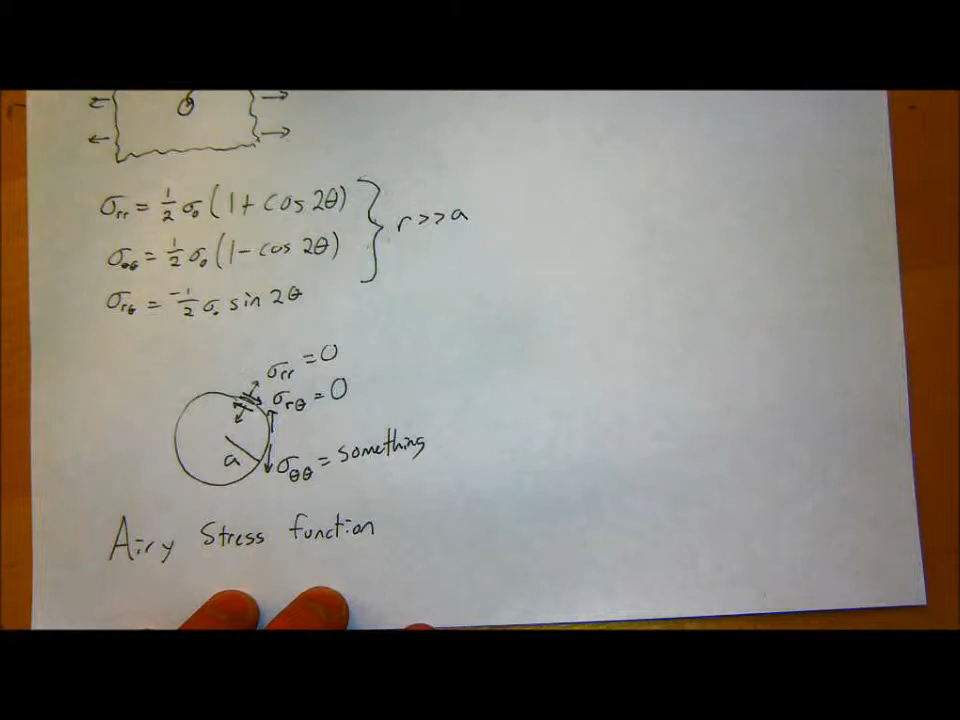 σrr = 1/2 σ₀ (1 + cos 2θ)
r >> a
σθθ = 1/2 σ₀ (1 - cos 2θ)
σrθ = -1/2 σ₀ sin 2θ
σrr = 0
σrθ = 0
a
σθθ = something
Airy Stress function